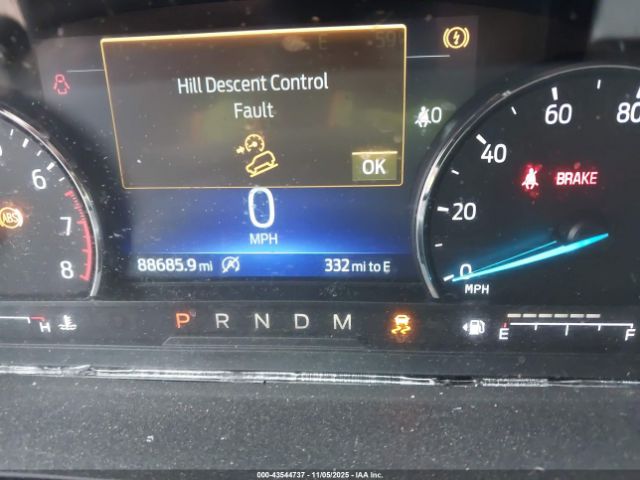 E 59
Hill Descent Control
Fault
OK
0
MPH
88685.9 mi 332 mi to E
6
7
8
ABS
0
20
40
60
80
MPH
BRAKE
P R N D M
H
E F
000-43544737 - 11/05/2025 - IAA Inc.